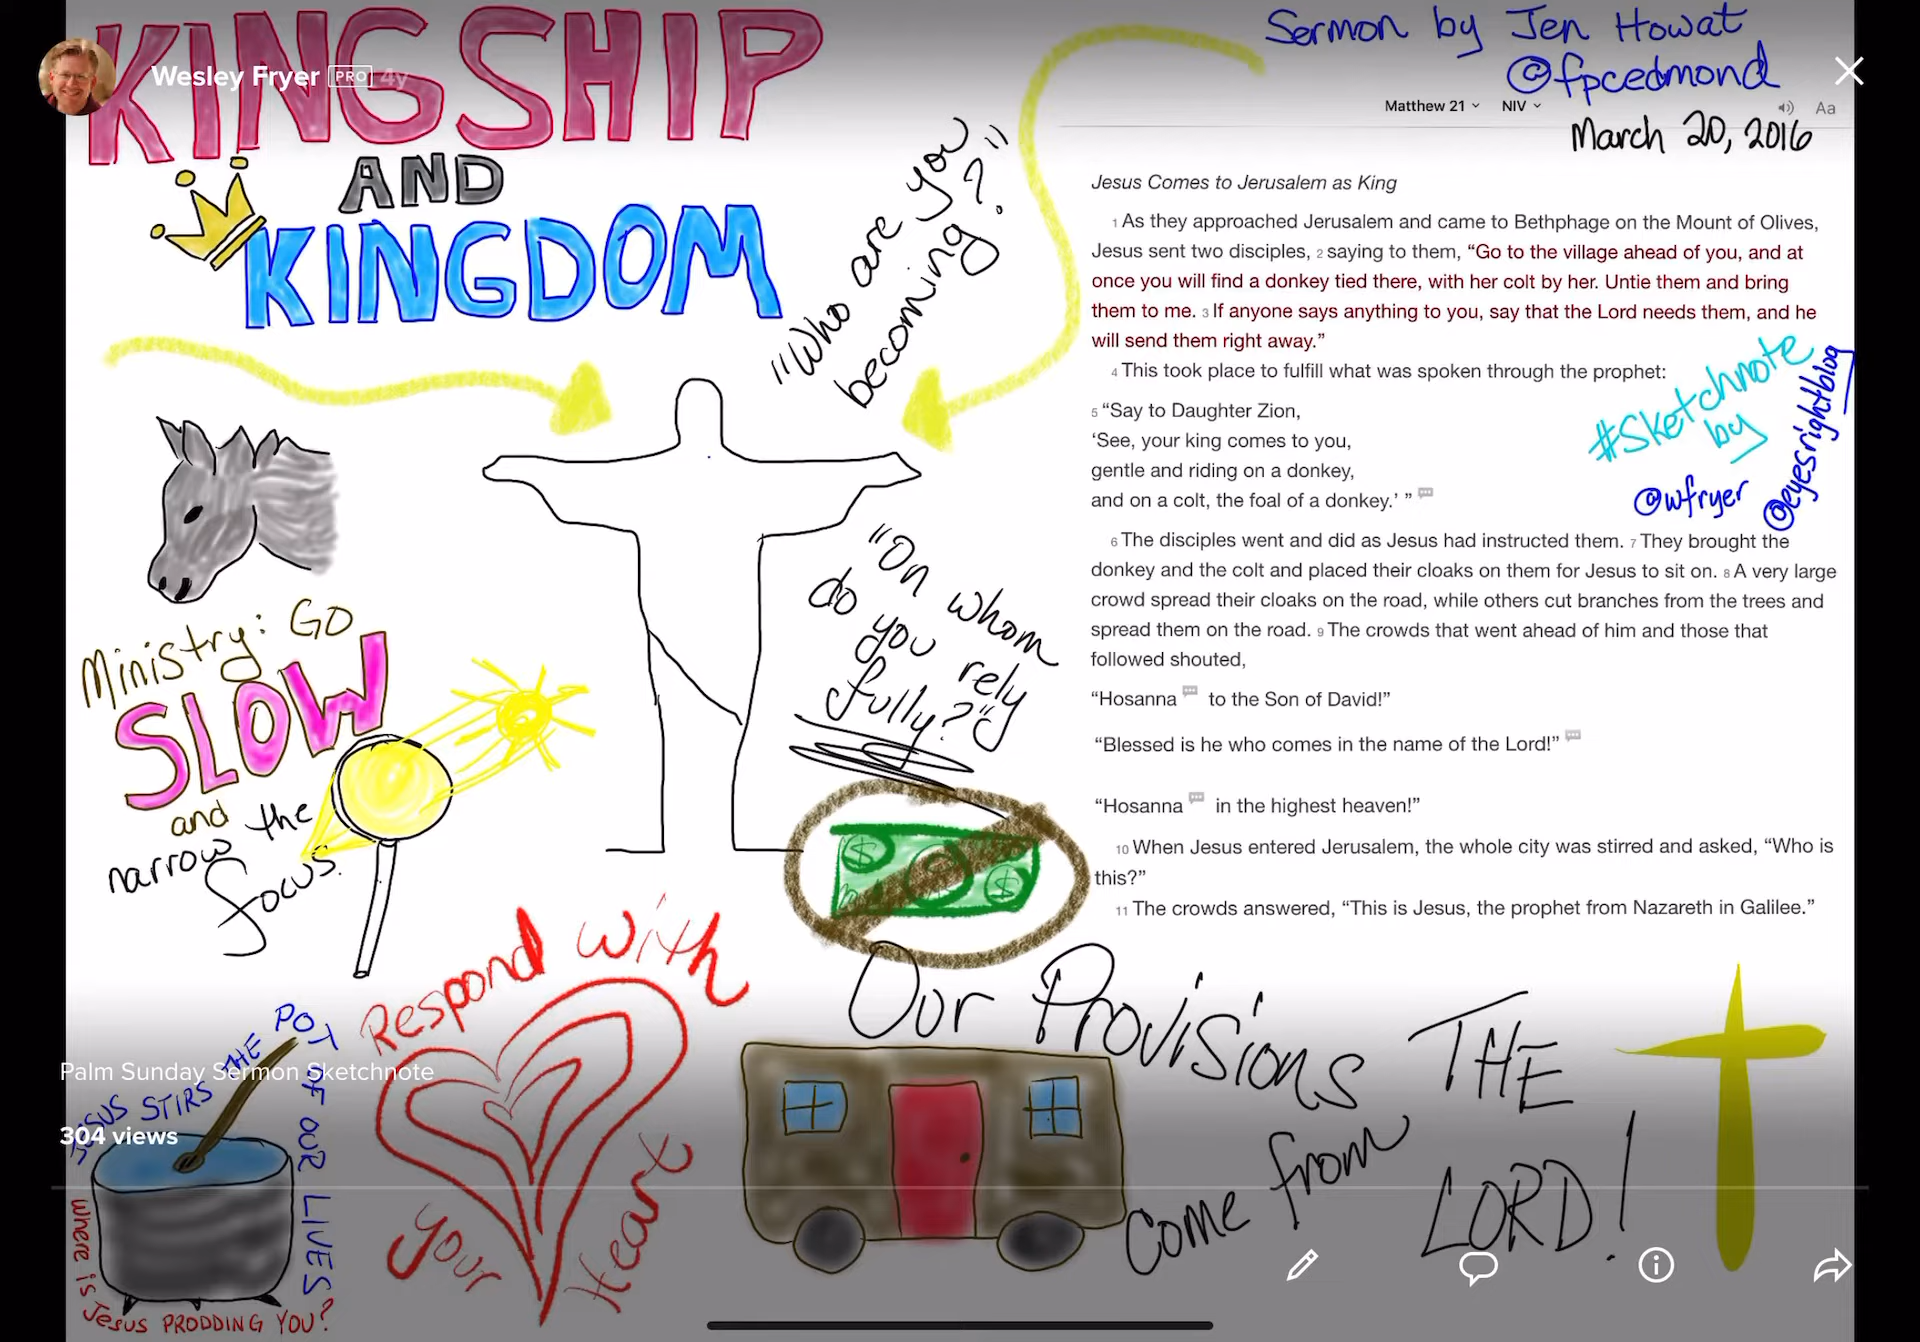 KINGSHIP
AND
KINGDOM
Wesley Fryer PRO 4y
"Who are you
becoming?"
Sermon by Jen Howat
@fpcedmond
March 20, 2016
Matthew 21 NIV Aa
Jesus Comes to Jerusalem as King
1 As they approached Jerusalem and came to Bethphage on the Mount of Olives,
Jesus sent two disciples, 2 saying to them, “Go to the village ahead of you, and at
once you will find a donkey tied there, with her colt by her. Untie them and bring
them to me. 3 If anyone says anything to you, say that the Lord needs them, and he
will send them right away.”
4 This took place to fulfill what was spoken through the prophet:
5 “Say to Daughter Zion,
‘See, your king comes to you,
gentle and riding on a donkey,
and on a colt, the foal of a donkey.’ ”
#Sketchnote
by
@wfryer
@eyesrightblog
6 The disciples went and did as Jesus had instructed them. 7 They brought the
donkey and the colt and placed their cloaks on them for Jesus to sit on. 8 A very large
crowd spread their cloaks on the road, while others cut branches from the trees and
spread them on the road. 9 The crowds that went ahead of him and those that
followed shouted,
“Hosanna to the Son of David!”
“Blessed is he who comes in the name of the Lord!”
“Hosanna in the highest heaven!”
10 When Jesus entered Jerusalem, the whole city was stirred and asked, “Who is
this?”
11 The crowds answered, “This is Jesus, the prophet from Nazareth in Galilee.”
Ministry: GO
SLOW
and the
narrow
focus.
"On whom
do you rely
fully?"
$ $
Respond with
Your Heart
Our Provisions
Come from
THE
LORD!
JESUS STIRS THE POT OF OUR LIVES
Where is Jesus PRODDING YOU?
Palm Sunday Sermon Sketchnote
304 views